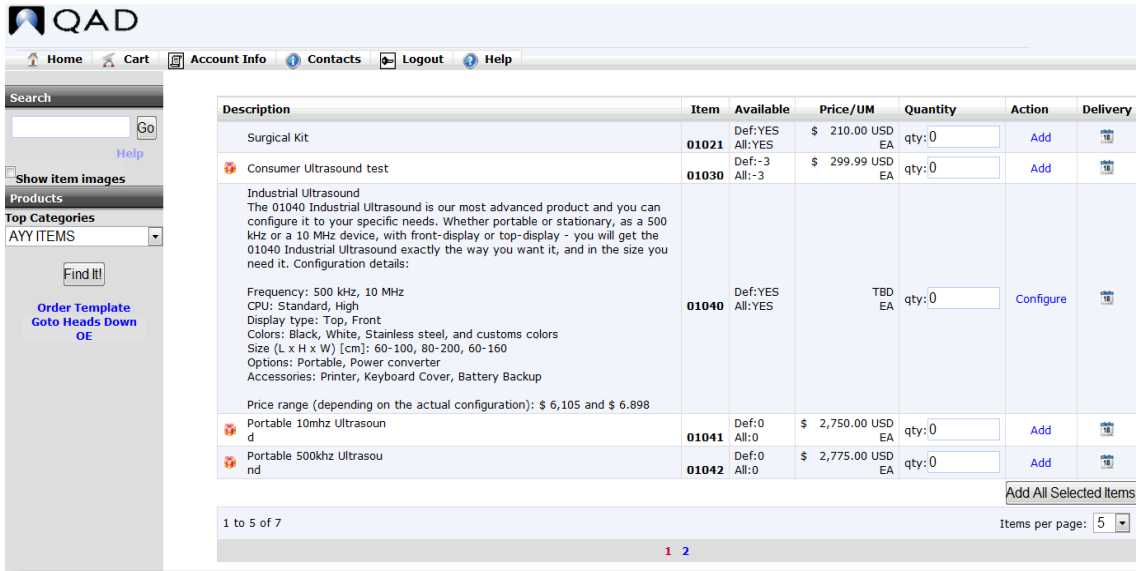 QAD
Home Cart Account Info Contacts Logout Help
Search
Go
Help
Show item images
Products
Top Categories
AYY ITEMS
Find It!
Order Template
Goto Heads Down
OE
Description Item Available Price/UM Quantity Action Delivery
Surgical Kit 01021 Def:YES All:YES $ 210.00 USD EA qty: 0 Add 18
Consumer Ultrasound test 01030 Def:-3 All:-3 $ 299.99 USD EA qty: 0 Add 18
Industrial Ultrasound
The 01040 Industrial Ultrasound is our most advanced product and you can
configure it to your specific needs. Whether portable or stationary, as a 500
kHz or a 10 MHz device, with front-display or top-display - you will get the
01040 Industrial Ultrasound exactly the way you want it, and in the size you
need it. Configuration details:
Frequency: 500 kHz, 10 MHz
CPU: Standard, High
Display type: Top, Front
Colors: Black, White, Stainless steel, and customs colors
Size (L x H x W) [cm]: 60-100, 80-200, 60-160
Options: Portable, Power converter
Accessories: Printer, Keyboard Cover, Battery Backup
Price range (depending on the actual configuration): $ 6,105 and $ 6.898
01040 Def:YES All:YES TBD EA qty: 0 Configure 18
Portable 10mhz Ultrasoun
d
01041 Def:0 All:0 $ 2,750.00 USD EA qty: 0 Add 18
Portable 500khz Ultrasou
nd
01042 Def:0 All:0 $ 2,775.00 USD EA qty: 0 Add 18
Add All Selected Items
1 to 5 of 7 Items per page: 5
1 2